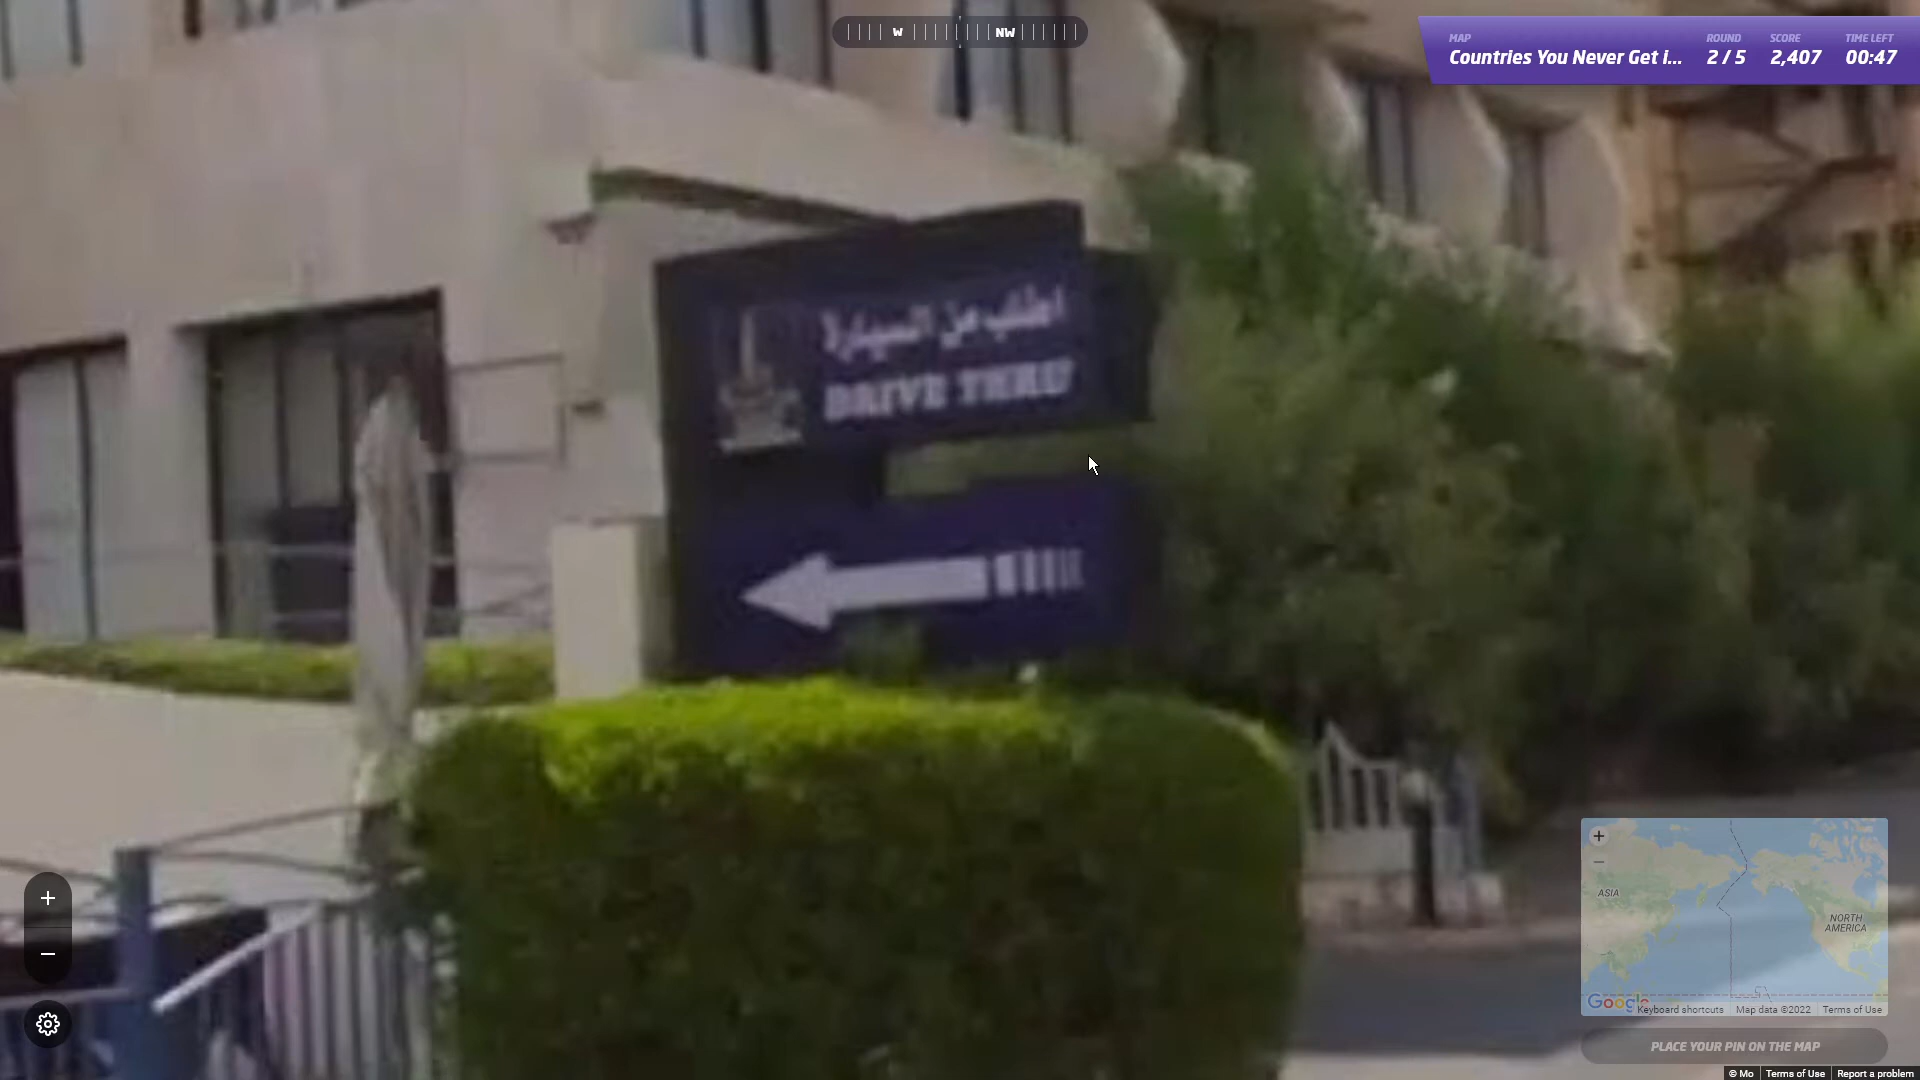 W
NW
MAP
Countries You Never Get i...
ROUND
2 / 5
SCORE
2,407
TIME LEFT
00:47
اطلب من السيارة
DRIVE THRU
ASIA
NORTH
AMERICA
Google
Keyboard shortcuts
Map data ©2022
Terms of Use
PLACE YOUR PIN ON THE MAP
© Mo
Terms of Use
Report a problem